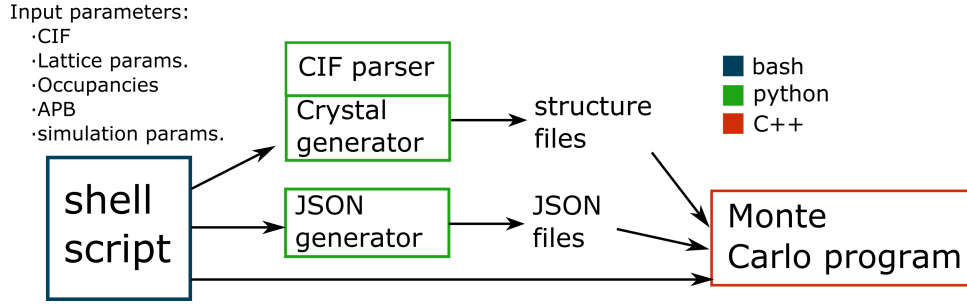 Input parameters:
·CIF
·Lattice params.
·Occupancies
·APB
·simulation params.
shell
script
CIF parser
Crystal
generator
structure
files
JSON
generator
JSON
files
bash
python
C++
Monte
Carlo program